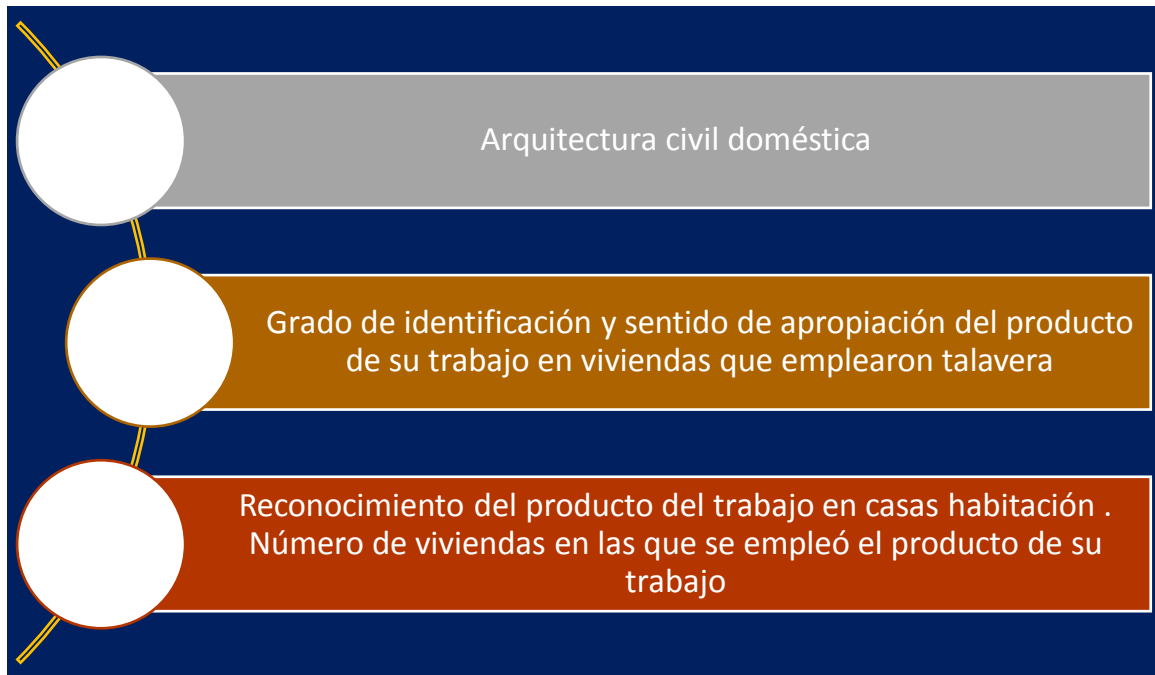 Arquitectura civil doméstica
Grado de identificación y sentido de apropiación del producto
de su trabajo en viviendas que emplearon talavera
Reconocimiento del producto del trabajo en casas habitación .
Número de viviendas en las que se empleó el producto de su
trabajo